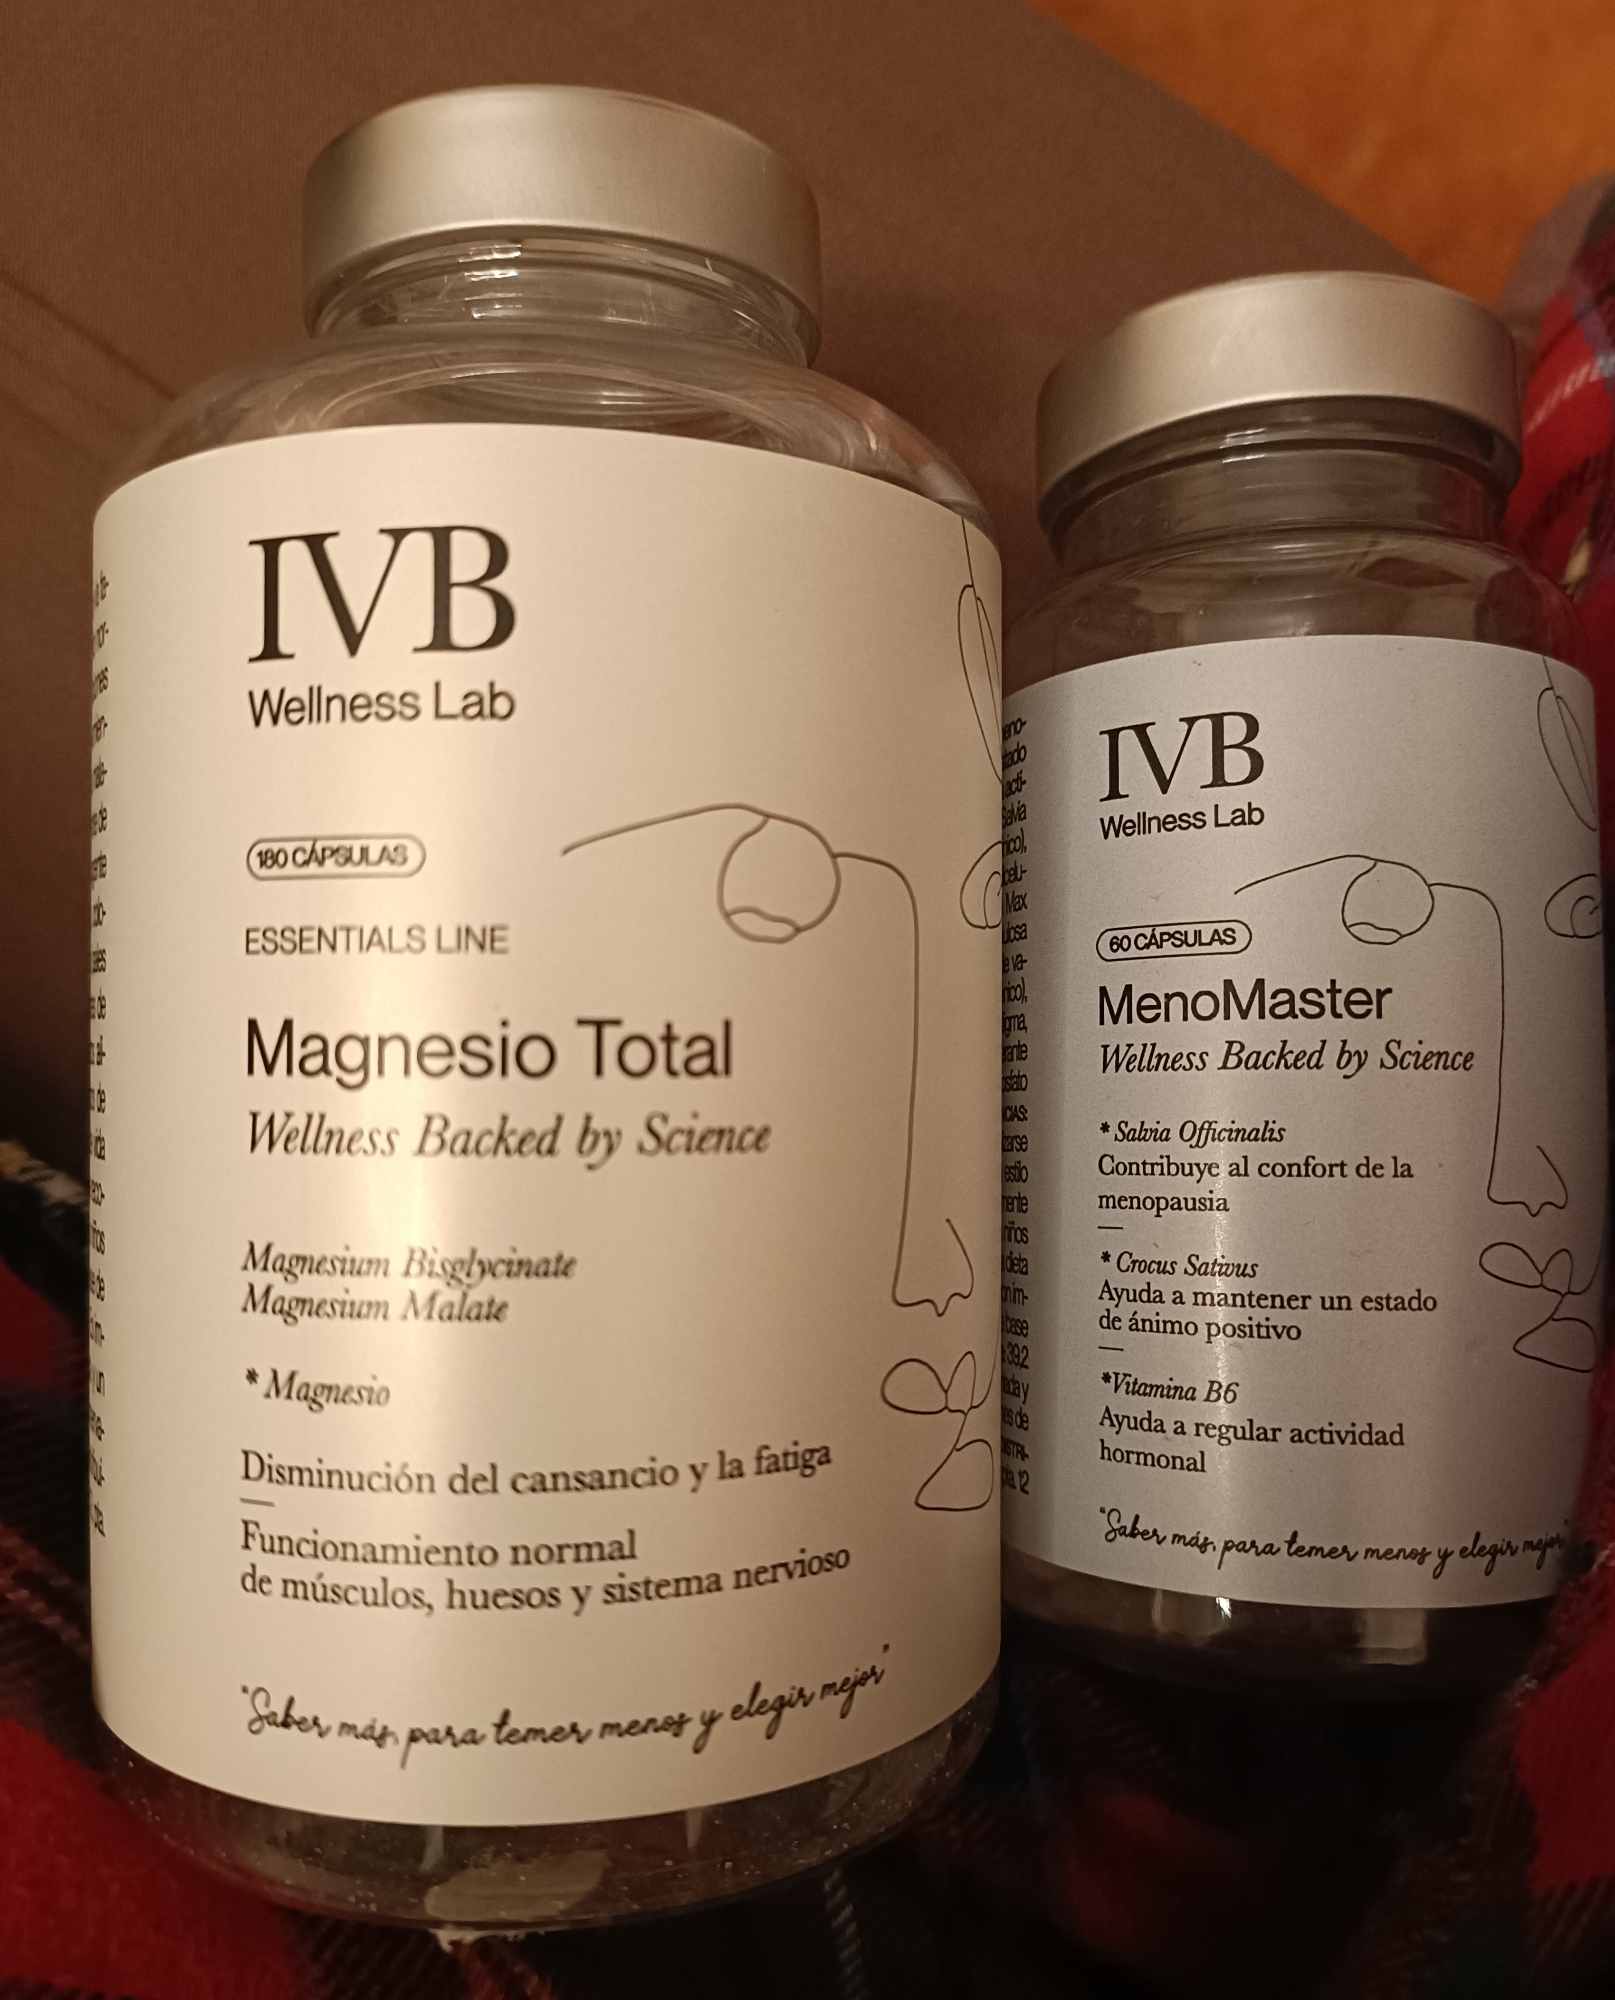 IVB
Wellness Lab
180 CÁPSULAS
ESSENTIALS LINE
Magnesio Total
Wellness Backed by Science
Magnesium Bisglycinate
Magnesium Malate
* Magnesio
Disminución del cansancio y la fatiga
Funcionamiento normal
de músculos, huesos y sistema nervioso
"Saber más, para temer menos y elegir mejor"
IVB
Wellness Lab
60 CÁPSULAS
MenoMaster
Wellness Backed by Science
* Salvia Officinalis
Contribuye al confort de la
menopausia
* Crocus Sativus
Ayuda a mantener un estado
de ánimo positivo
*Vitamina B6
Ayuda a regular actividad
hormonal
"Saber más, para temer menos y elegir mejor"